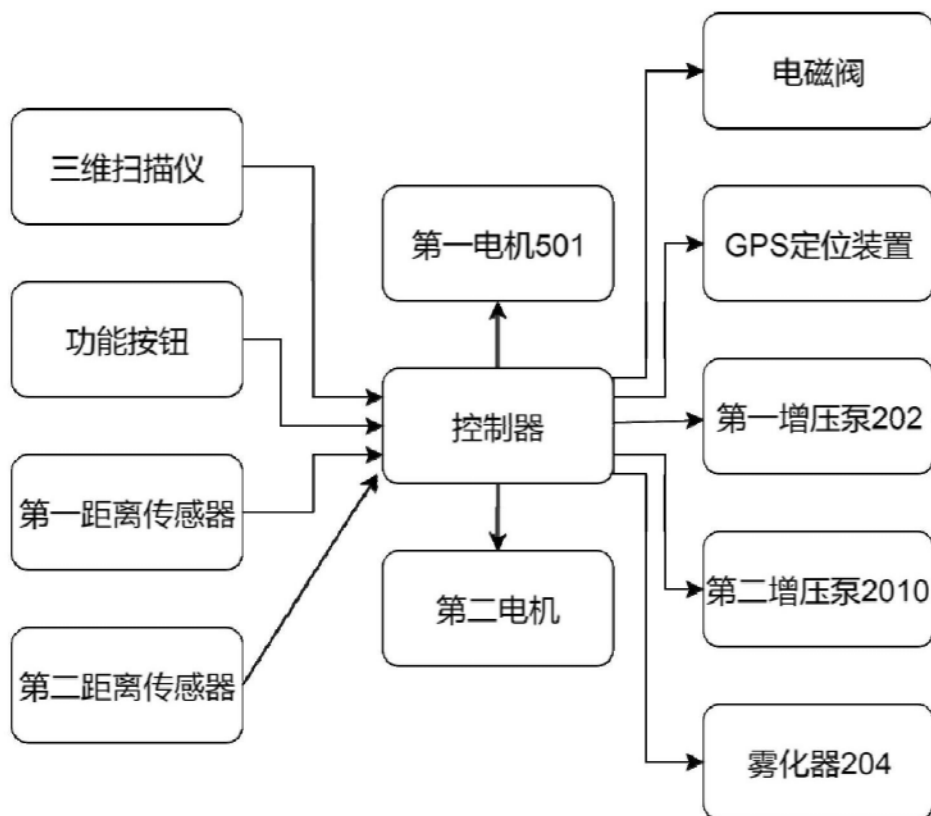 电磁阀
三维扫描仪
第一电机501
GPS定位装置
功能按钮
控制器
第一增压泵202
第一距离传感器
第二电机
第二增压泵2010
第二距离传感器
雾化器204